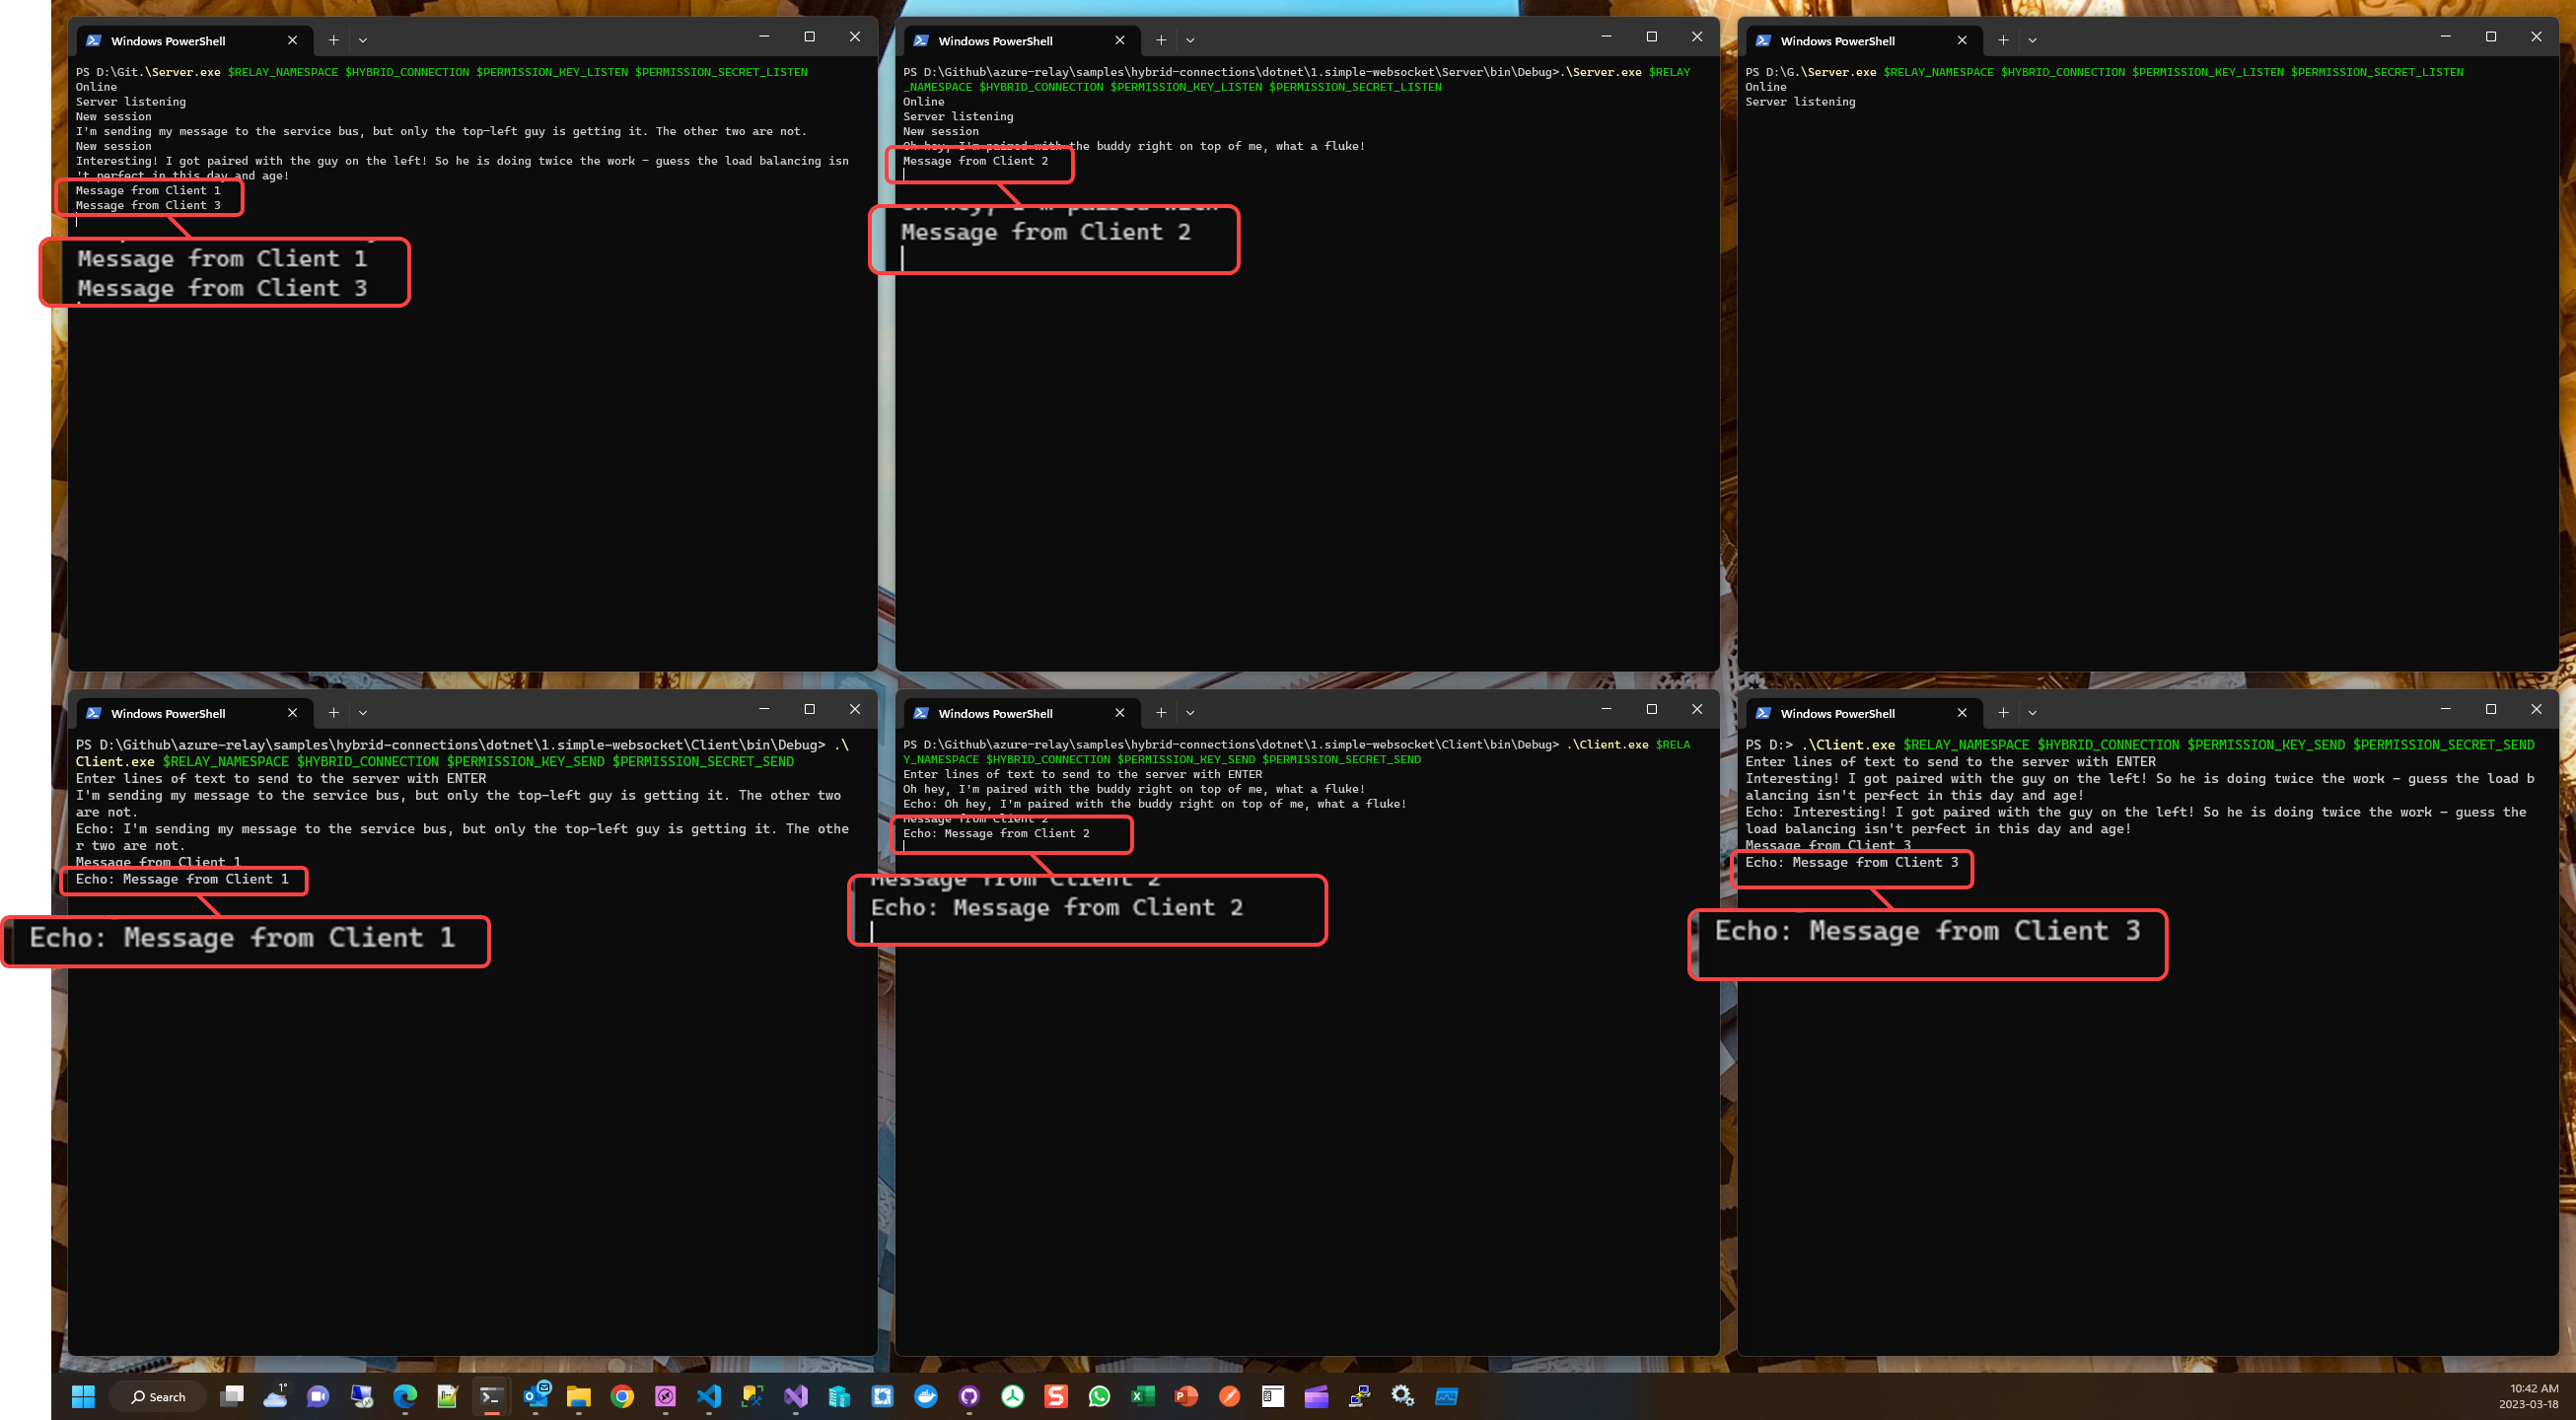 Windows PowerShell
PS D:\Git.\Server.exe $RELAY_NAMESPACE $HYBRID_CONNECTION $PERMISSION_KEY_LISTEN $PERMISSION_SECRET_LISTEN
Online
Server listening
New session
I'm sending my message to the service bus, but only the top-left guy is getting it. The other two are not.
New session
Interesting! I got paired with the guy on the left! So he is doing twice the work - guess the load balancing isn
't perfect in this day and age!
Message from Client 1
Message from Client 3
Message from Client 1
Message from Client 3
Windows PowerShell
PS D:\Github\azure-relay\samples\hybrid-connections\dotnet\1.simple-websocket\Server\bin\Debug>.\Server.exe $RELAY
_NAMESPACE $HYBRID_CONNECTION $PERMISSION_KEY_LISTEN $PERMISSION_SECRET_LISTEN
Online
Server listening
New session
Oh hey, I'm paired with the buddy right on top of me, what a fluke!
Message from Client 2
Message from Client 2
Windows PowerShell
PS D:\G.\Server.exe $RELAY_NAMESPACE $HYBRID_CONNECTION $PERMISSION_KEY_LISTEN $PERMISSION_SECRET_LISTEN
Online
Server listening
Windows PowerShell
PS D:\Github\azure-relay\samples\hybrid-connections\dotnet\1.simple-websocket\Client\bin\Debug> .\
Client.exe $RELAY_NAMESPACE $HYBRID_CONNECTION $PERMISSION_KEY_SEND $PERMISSION_SECRET_SEND
Enter lines of text to send to the server with ENTER
I'm sending my message to the service bus, but only the top-left guy is getting it. The other two
are not.
Echo: I'm sending my message to the service bus, but only the top-left guy is getting it. The othe
r two are not.
Message from Client 1
Echo: Message from Client 1
Echo: Message from Client 1
Windows PowerShell
PS D:\Github\azure-relay\samples\hybrid-connections\dotnet\1.simple-websocket\Client\bin\Debug> .\Client.exe $RELA
Y_NAMESPACE $HYBRID_CONNECTION $PERMISSION_KEY_SEND $PERMISSION_SECRET_SEND
Enter lines of text to send to the server with ENTER
Oh hey, I'm paired with the buddy right on top of me, what a fluke!
Echo: Oh hey, I'm paired with the buddy right on top of me, what a fluke!
Message from Client 2
Echo: Message from Client 2
Message from Client 2
Echo: Message from Client 2
Windows PowerShell
PS D:> .\Client.exe $RELAY_NAMESPACE $HYBRID_CONNECTION $PERMISSION_KEY_SEND $PERMISSION_SECRET_SEND
Enter lines of text to send to the server with ENTER
Interesting! I got paired with the guy on the left! So he is doing twice the work - guess the load b
alancing isn't perfect in this day and age!
Echo: Interesting! I got paired with the guy on the left! So he is doing twice the work - guess the
load balancing isn't perfect in this day and age!
Message from Client 3
Echo: Message from Client 3
Echo: Message from Client 3
Search
1°
10:42 AM
2023-03-18